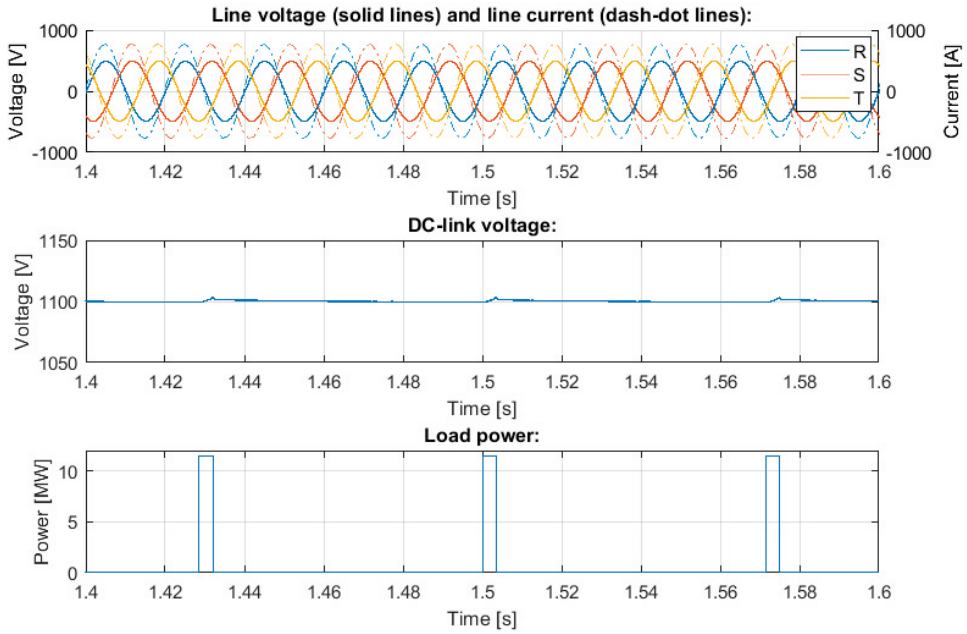 Line voltage (solid lines) and line current (dash-dot lines):
1000
0
-1000
Voltage [V]
1000
0
-1000
Current [A]
R
S
T
1.4 1.42 1.44 1.46 1.48 1.5 1.52 1.54 1.56 1.58 1.6
Time [s]
DC-link voltage:
1150
1100
1050
Voltage [V]
1.4 1.42 1.44 1.46 1.48 1.5 1.52 1.54 1.56 1.58 1.6
Time [s]
Load power:
10
5
0
Power [MW]
1.4 1.42 1.44 1.46 1.48 1.5 1.52 1.54 1.56 1.58 1.6
Time [s]